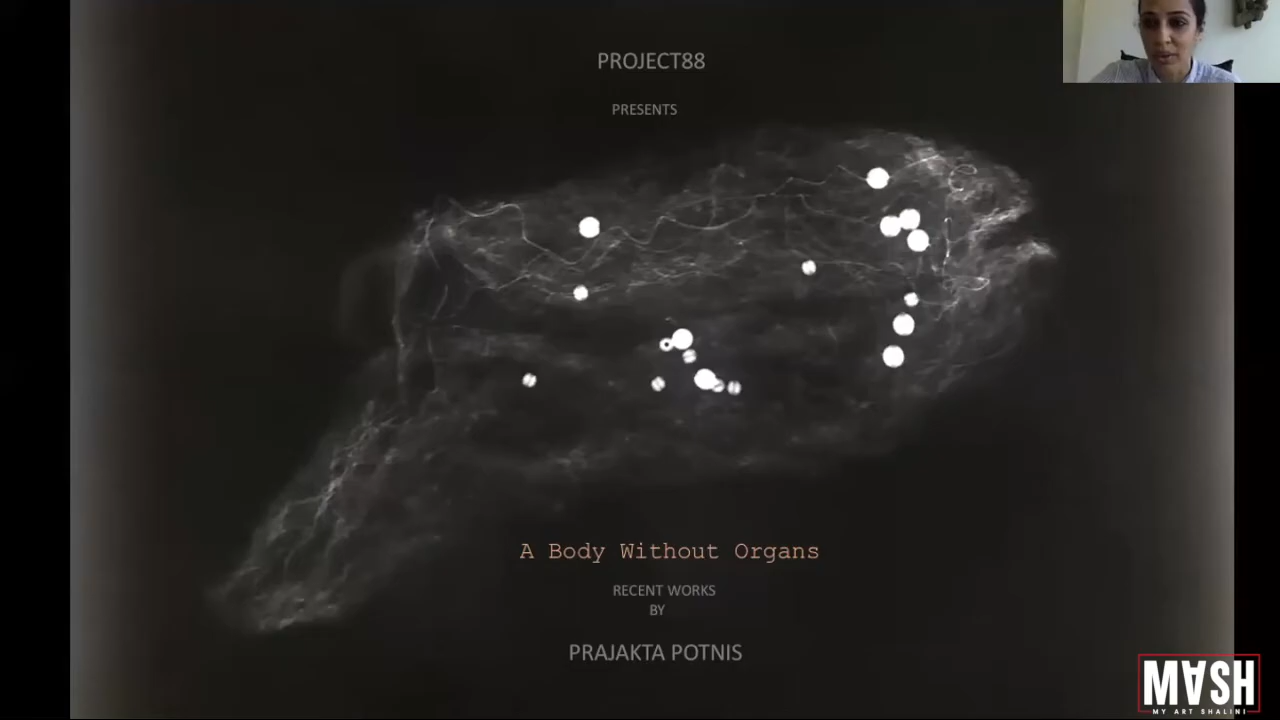 PROJECT88
PRESENTS
A Body Without Organs
RECENT WORKS
BY
PRAJAKTA POTNIS
MASH
MY ART SHALINI